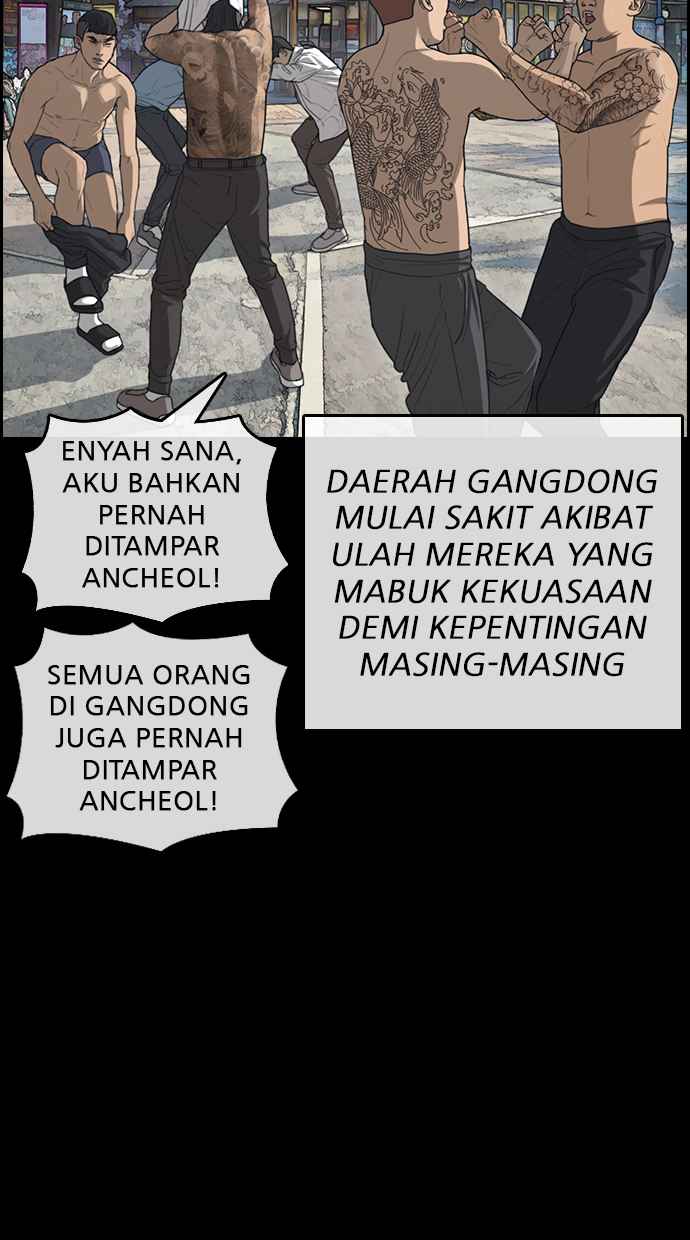 ENYAH SANA,
AKU BAHKAN
PERNAH
DITAMPAR
ANCHEOL!
DAERAH GANGDONG
MULAI SAKIT AKIBAT
ULAH MEREKA YANG
MABUK KEKUASAAN
DEMI KEPENTINGAN
MASING-MASING
SEMUA ORANG
DI GANGDONG
JUGA PERNAH
DITAMPAR
ANCHEOL!